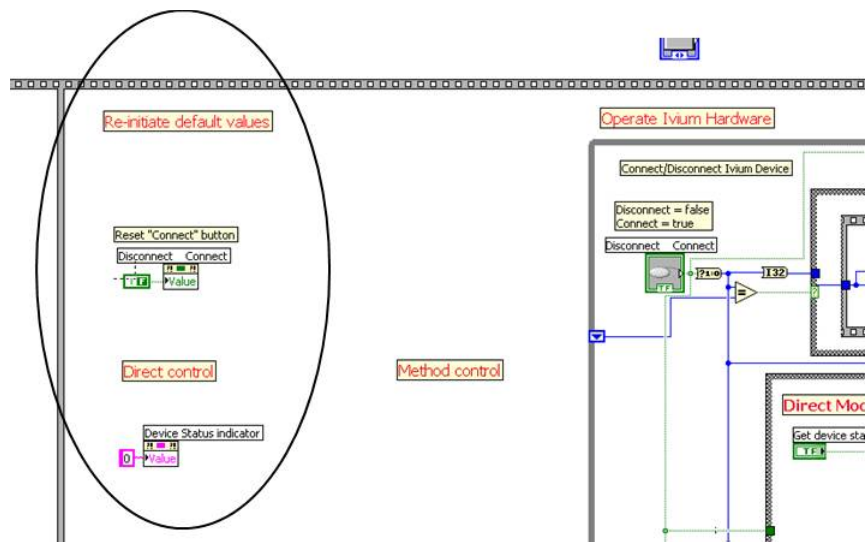 Re-initiate default values
Operate Ivium Hardware
Connect/Disconnect Ivium Device
Disconnect = false
Connect = true
Reset "Connect" button
Disconnect Connect
Value
Disconnect Connect
TF
?1:0
I32
=
?
Direct control
Method control
Direct Mod
Device Status indicator
0
Value
Get device sta
TF